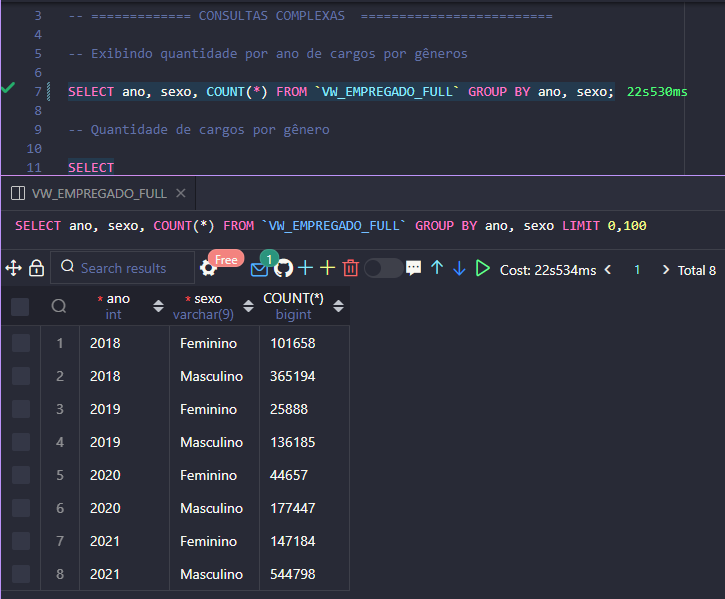 3 -- ============= CONSULTAS COMPLEXAS =========================
4
5 -- Exibindo quantidade por ano de cargos por gêneros
6
7 SELECT ano, sexo, COUNT(*) FROM `VW_EMPREGADO_FULL` GROUP BY ano, sexo; 22s530ms
8
9 -- Quantidade de cargos por gênero
10
11 SELECT
VW_EMPREGADO_FULL ×
SELECT ano, sexo, COUNT(*) FROM `VW_EMPREGADO_FULL` GROUP BY ano, sexo LIMIT 0,100
Search results Free 1 Cost: 22s534ms < 1 > Total 8
* ano * sexo COUNT(*)
int varchar(9) bigint
1 2018 Feminino 101658
2 2018 Masculino 365194
3 2019 Feminino 25888
4 2019 Masculino 136185
5 2020 Feminino 44657
6 2020 Masculino 177447
7 2021 Feminino 147184
8 2021 Masculino 544798